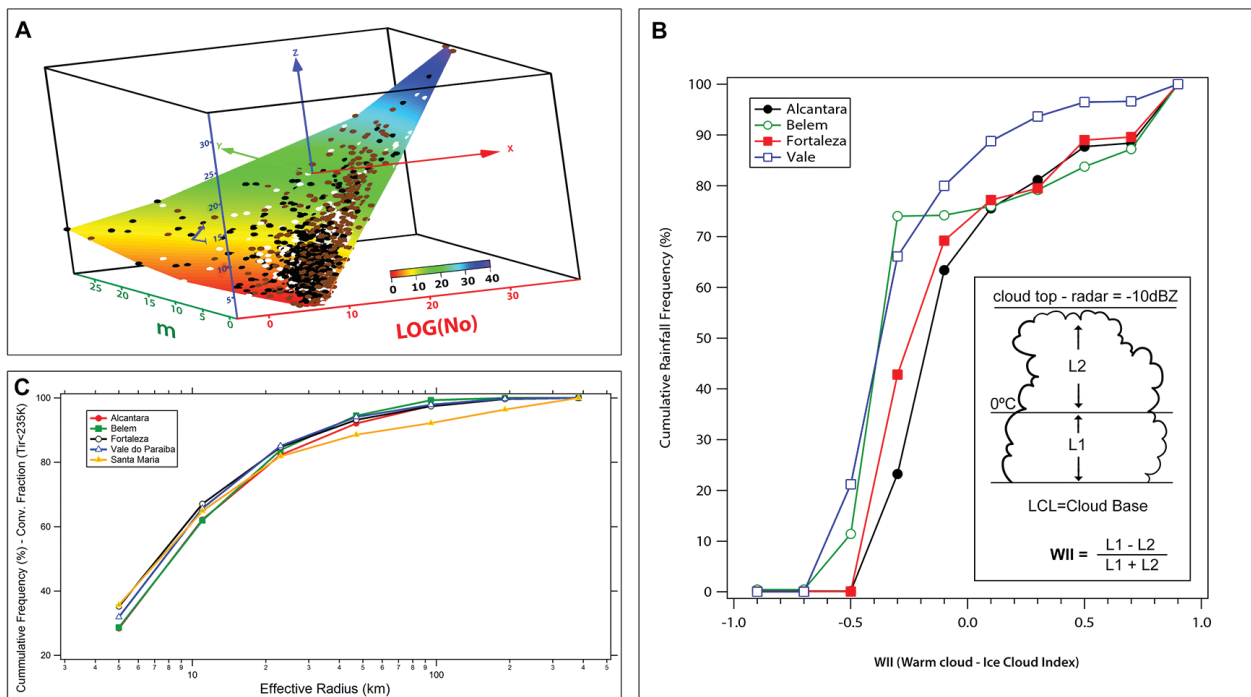 A
Z
Y
X
30
25
20
15
10
5
Λ
25
20
15
10
5
0
m
0
10
20
30
LOG(No)
0 10 20 30 40
B
100
90
80
70
60
50
40
30
20
10
0
Cumulative Rainfall Frequency (%)
Alcantara
Belem
Fortaleza
Vale
cloud top - radar = -10dBZ
L2
0ºC
L1
LCL=Cloud Base
WII = L1 - L2
L1 + L2
-1.0 -0.5 0.0 0.5 1.0
WII (Warm cloud - Ice Cloud Index)
C
100
80
60
40
20
Cummulative Frequency (%) - Conv. Fraction (Tir<235K)
Alcantara
Belem
Fortaleza
Vale do Paraiba
Santa Maria
3 4 5 6 7 8 9 10 2 3 4 5 6 7 8 9 100 2 3 4 5
Effective Radius (km)